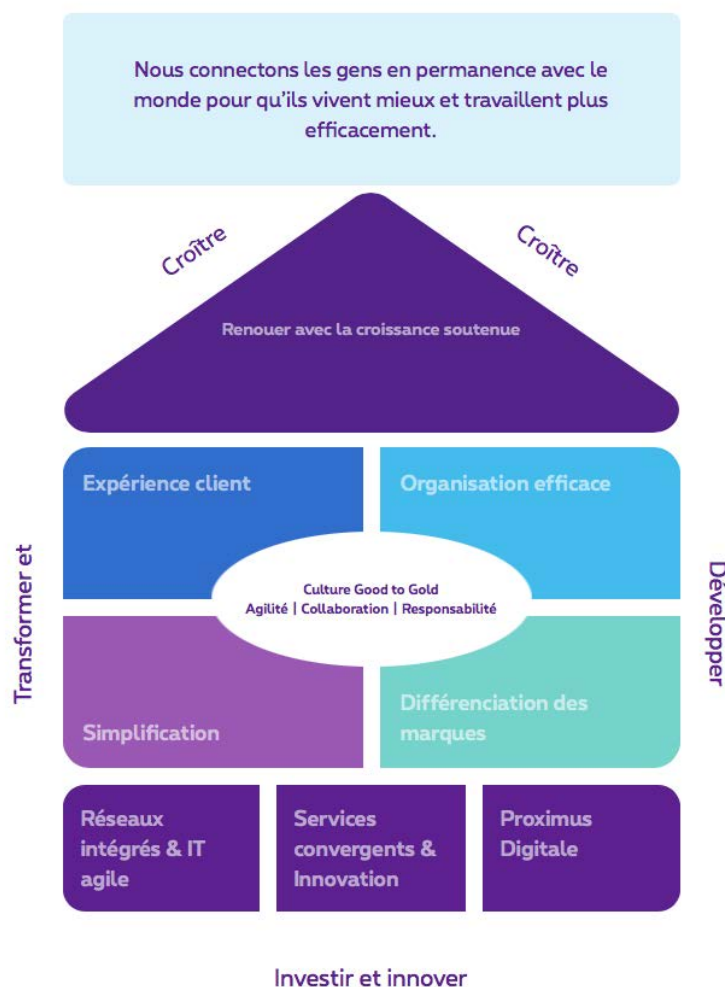 Nous connectons les gens en permanence avec le
monde pour qu'ils vivent mieux et travaillent plus
efficacement.
Croître
Croître
Renouer avec la croissance soutenue
Expérience client
Organisation efficace
Transformer et
Culture Good to Gold
Agilité | Collaboration | Responsabilité
Développer
Simplification
Différenciation des
marques
Réseaux
intégrés & IT
agile
Services
convergents &
Innovation
Proximus
Digitale
Investir et innover